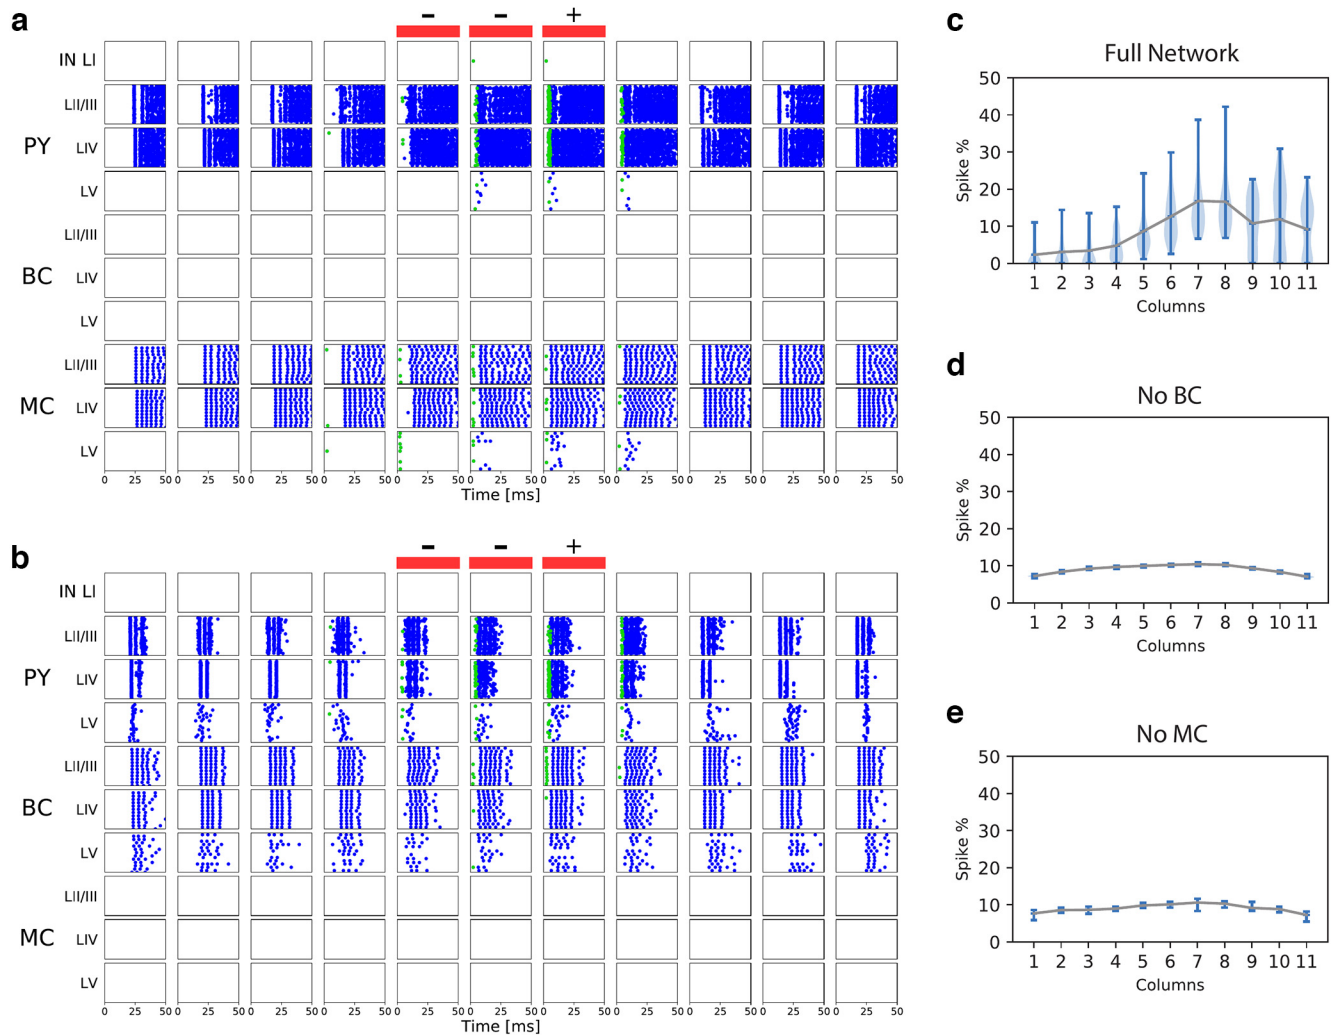 a
− − +
IN LI
LII/III
PY LIV
LV
LII/III
BC LIV
LV
LII/III
MC LIV
LV
0 25 50 0 25 50 0 25 50 0 25 50 0 25 50 0 25 50 0 25 50 0 25 50 0 25 50 0 25 50 0 25 50
Time [ms]
b
− − +
IN LI
LII/III
PY LIV
LV
LII/III
BC LIV
LV
LII/III
MC LIV
LV
0 25 50 0 25 50 0 25 50 0 25 50 0 25 50 0 25 50 0 25 50 0 25 50 0 25 50 0 25 50 0 25 50
Time [ms]
c
Full Network
50
40
30
20
10
0
Spike %
1 2 3 4 5 6 7 8 9 10 11
Columns
d
No BC
50
40
30
20
10
0
Spike %
1 2 3 4 5 6 7 8 9 10 11
Columns
e
No MC
50
40
30
20
10
0
Spike %
1 2 3 4 5 6 7 8 9 10 11
Columns